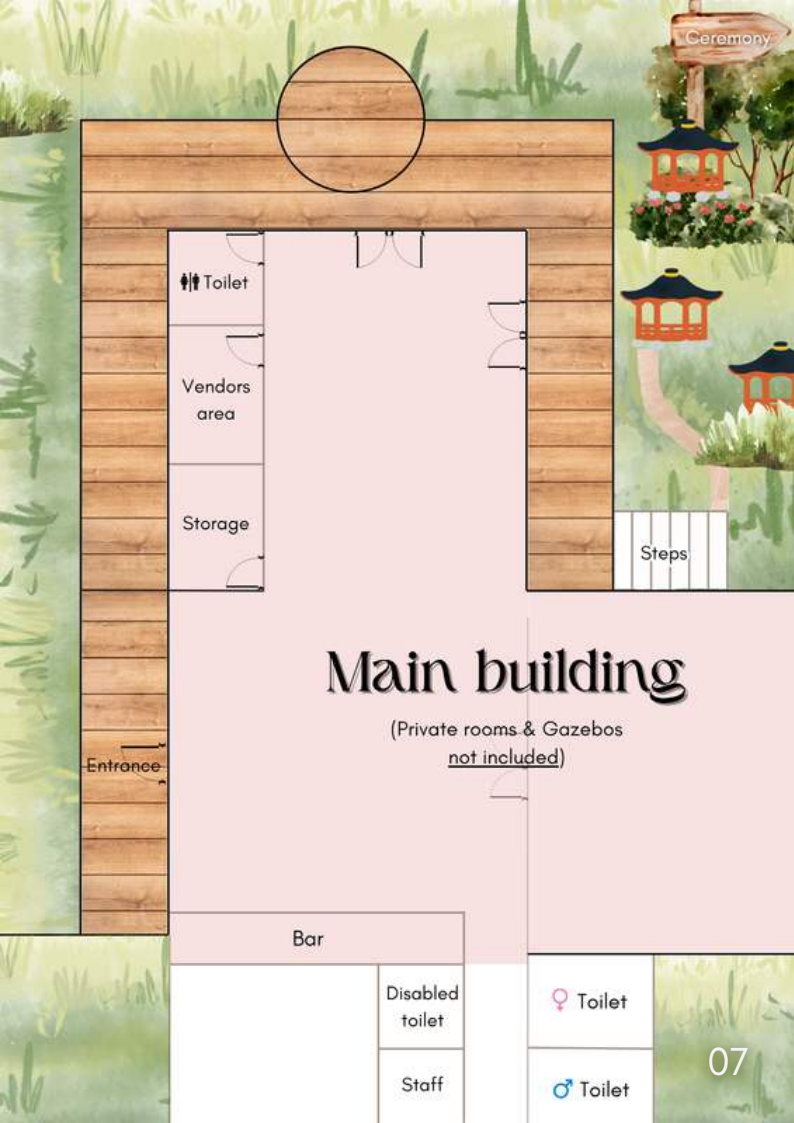 Ceremony
Toilet
Vendors
area
Storage
Steps
Main building
(Private rooms & Gazebos
not included)
Entrance
Bar
Disabled
toilet
Toilet
Staff
Toilet
07